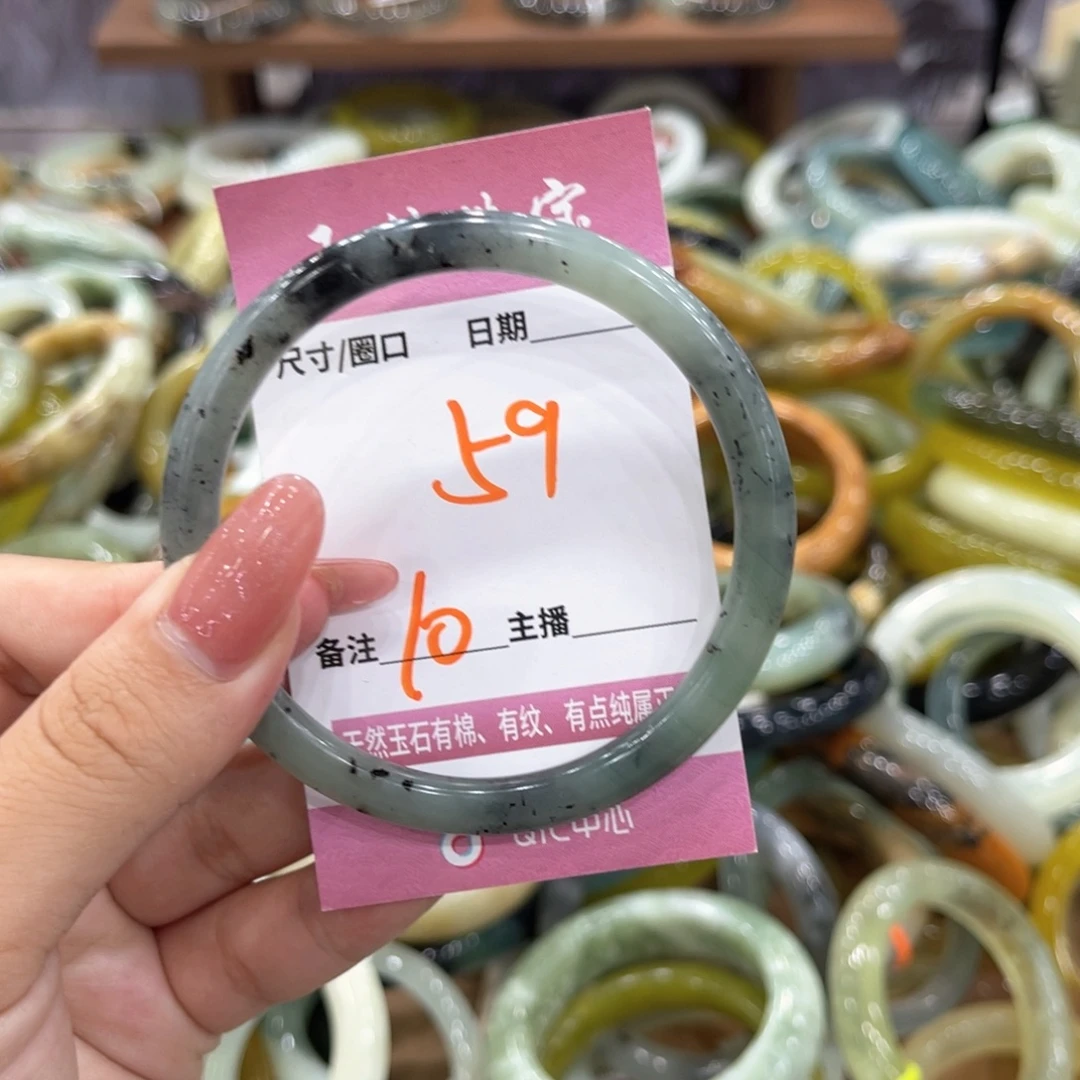 尺寸/圈口 日期
59
备注 10 主播
天然玉石有棉、有纹、有点纯属正